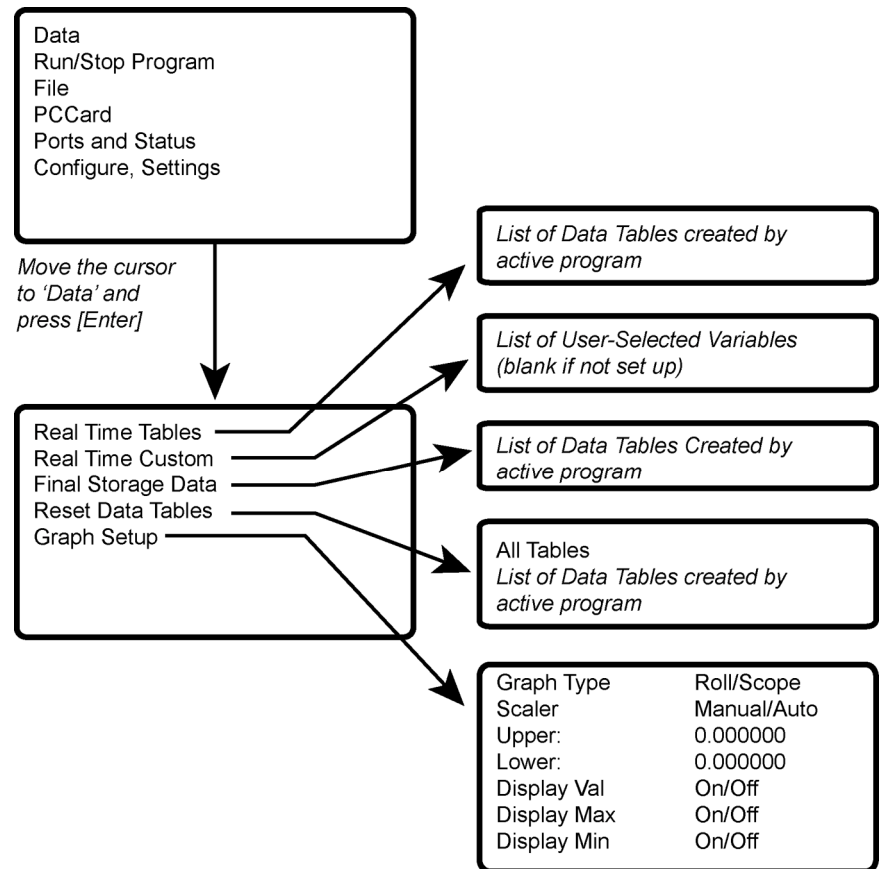 Data
Run/Stop Program
File
PCCard
Ports and Status
Configure, Settings
Move the cursor
to ‘Data’ and
press [Enter]
Real Time Tables
Real Time Custom
Final Storage Data
Reset Data Tables
Graph Setup
List of Data Tables created by
active program
List of User-Selected Variables
(blank if not set up)
List of Data Tables Created by
active program
All Tables
List of Data Tables created by
active program
Graph Type Roll/Scope
Scaler Manual/Auto
Upper: 0.000000
Lower: 0.000000
Display Val On/Off
Display Max On/Off
Display Min On/Off